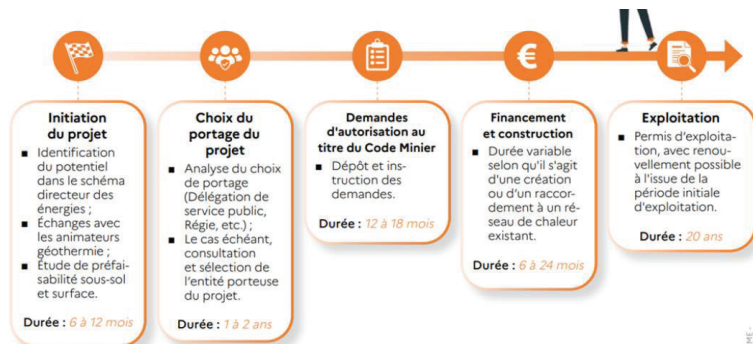 €
Initiation
du projet
■ Identification
du potentiel
dans le schéma
directeur des
énergies ;
■ Échanges avec
les animateurs
géothermie ;
■ Étude de préfai-
sabilité sous-sol
et surface.
Durée : 6 à 12 mois
Choix du
portage du
projet
■ Analyse du choix
de portage
(Délégation de
service public,
Régie, etc.) ;
■ Le cas échéant,
consultation
et sélection de
l'entité porteuse
du projet.
Durée : 1 à 2 ans
Demandes
d'autorisation au
titre du Code Minier
■ Dépôt et ins-
truction des
demandes.
Durée : 12 à 18 mois
Financement
et construction
■ Durée variable
selon qu'il s'agit
d'une création
ou d'un raccor-
dement à un ré-
seau de chaleur
existant.
Durée : 6 à 24 mois
Exploitation
■ Permis d'exploita-
tion, avec renou-
vellement possible
à l'issue de la
période initiale
d'exploitation.
Durée : 20 ans